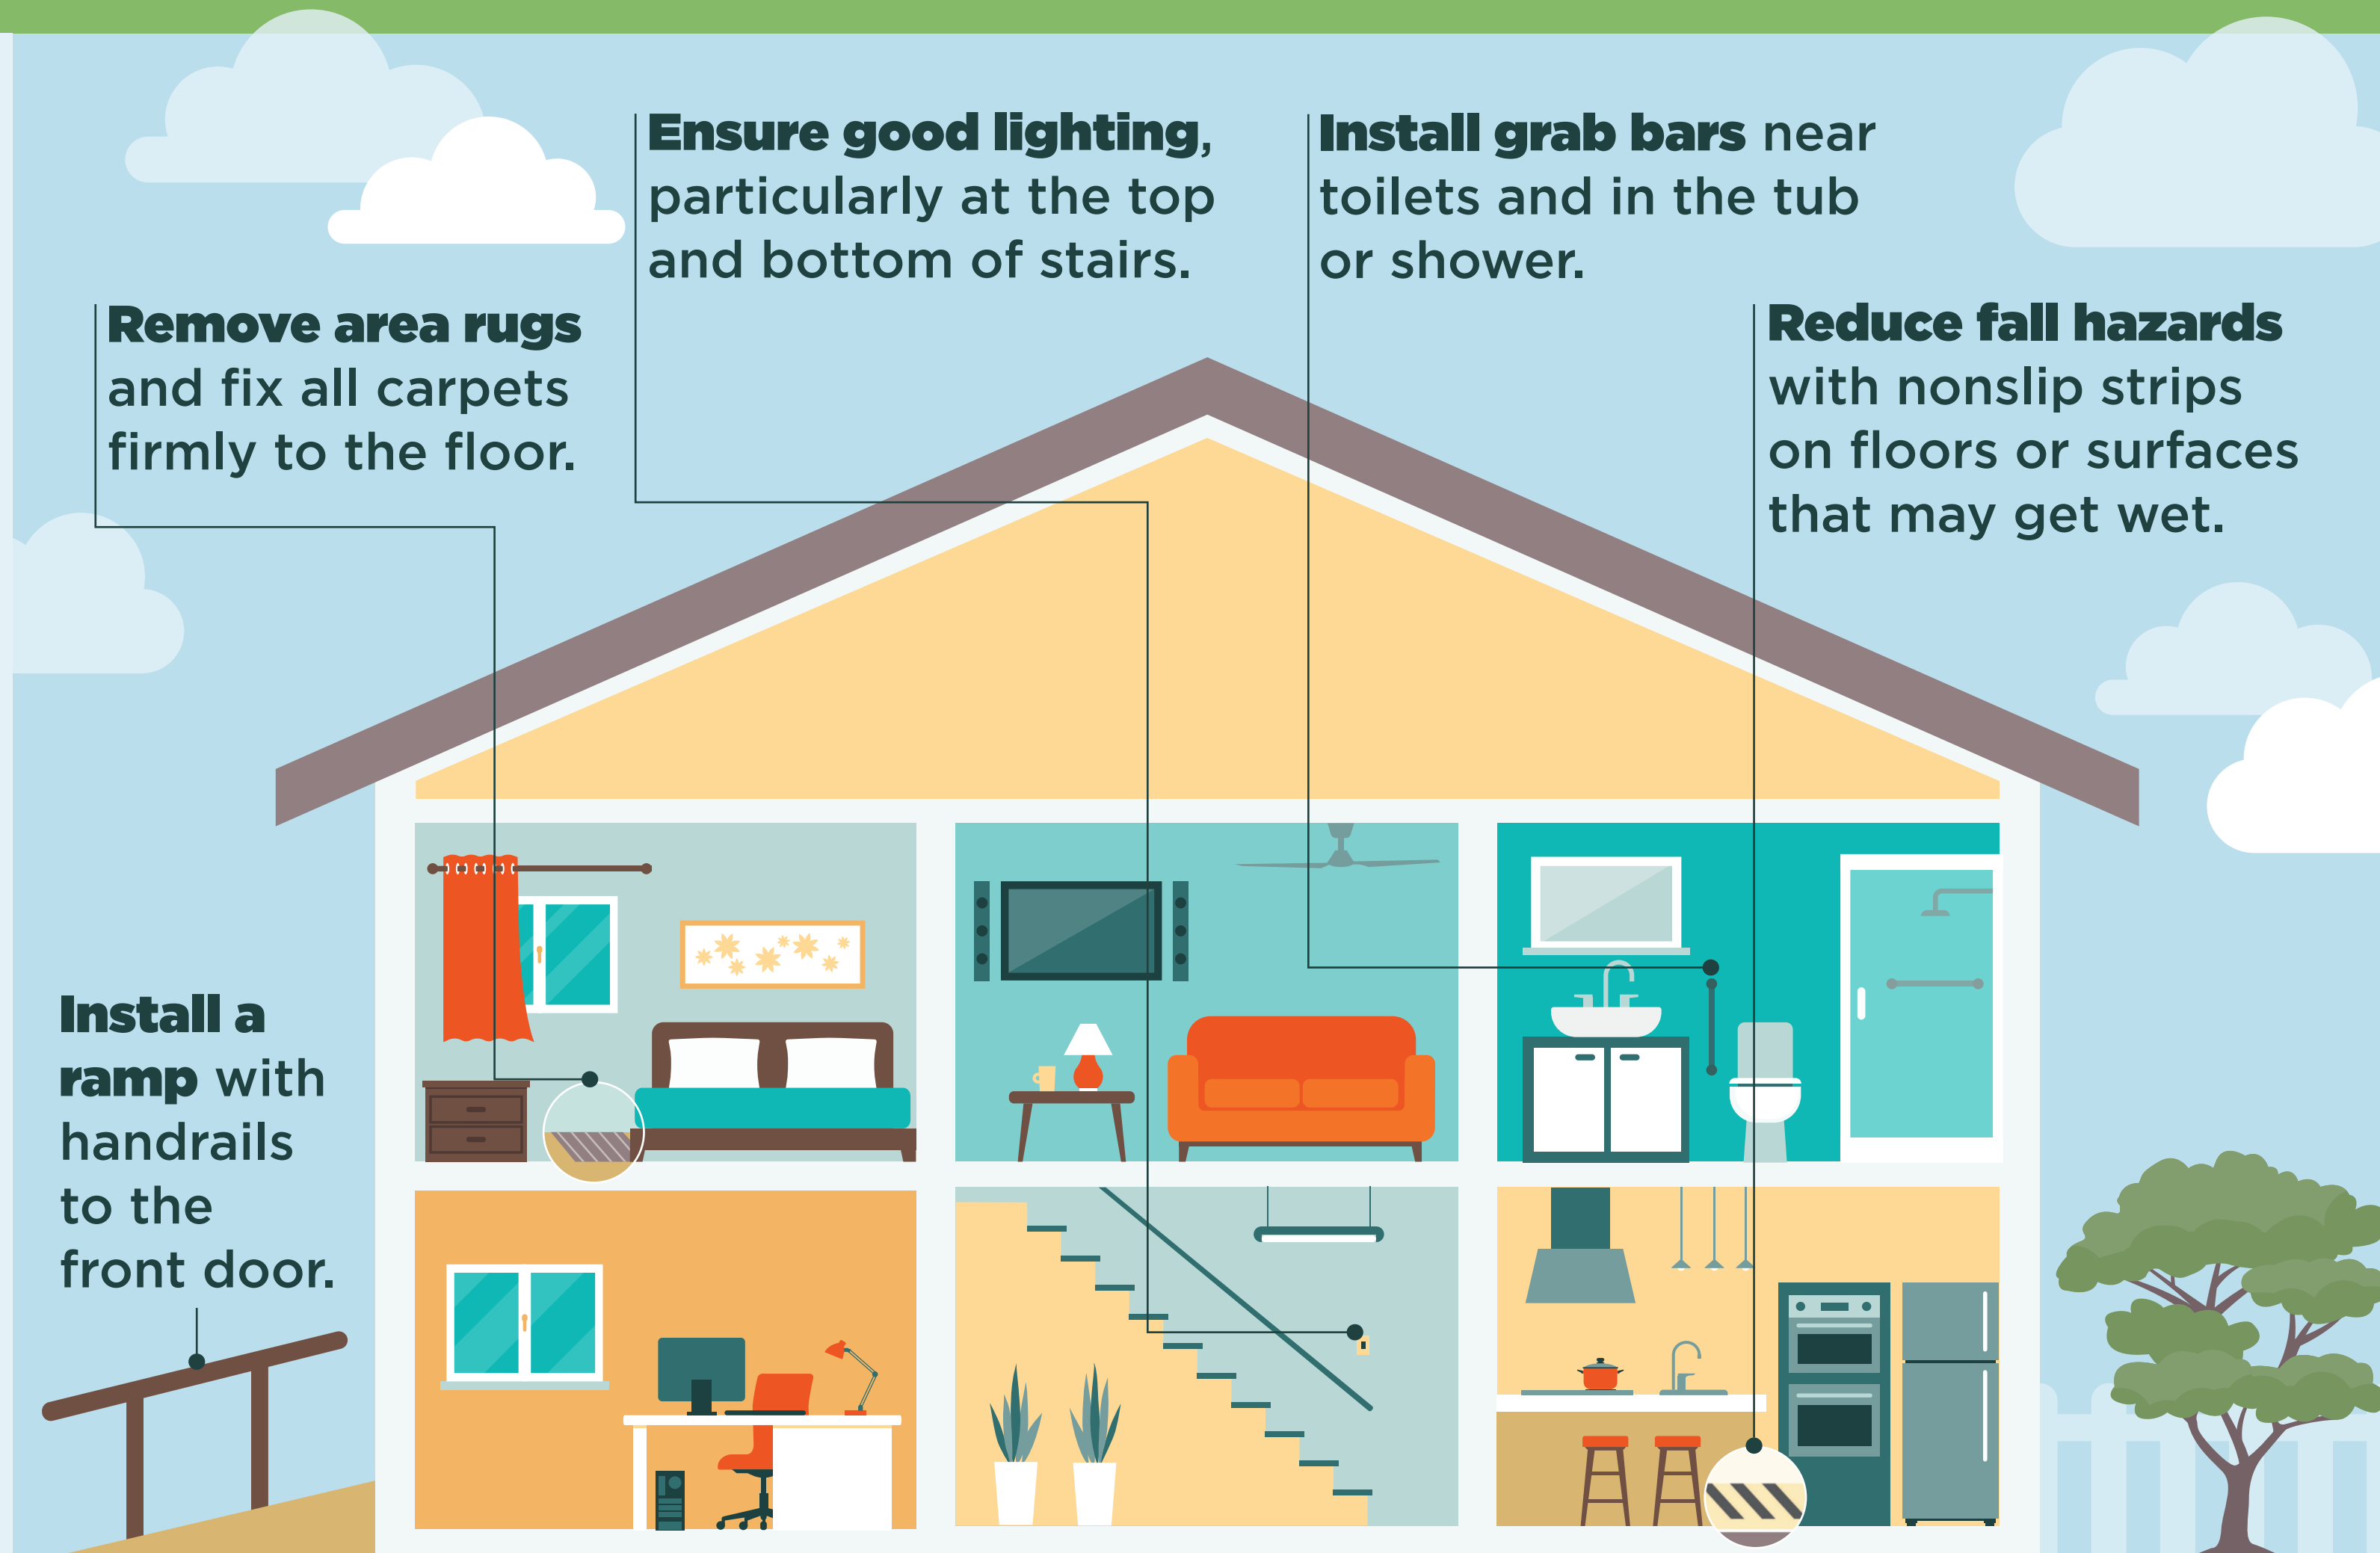 Ensure good lighting,
particularly at the top
and bottom of stairs.
Install grab bars near
toilets and in the tub
or shower.
Remove area rugs
and fix all carpets
firmly to the floor.
Reduce fall hazards
with nonslip strips
on floors or surfaces
that may get wet.
Install a
ramp with
handrails
to the
front door.